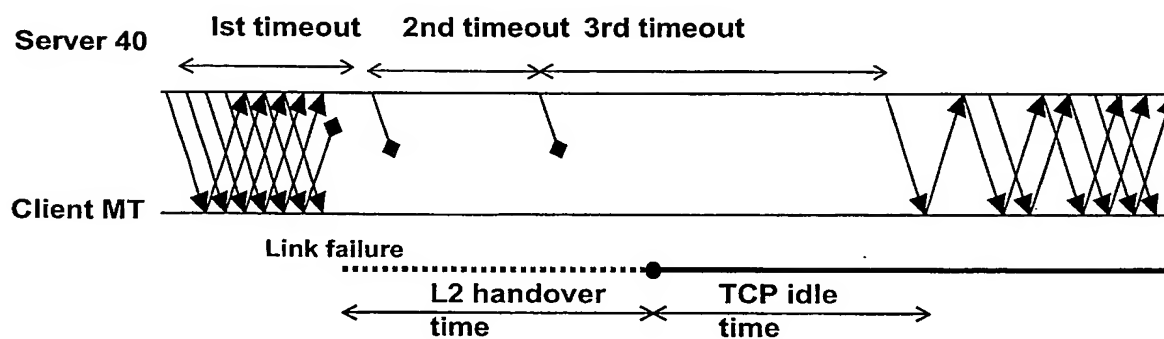 Ist timeout 2nd timeout 3rd timeout
Server 40
Client MT
Link failure
L2 handover time
TCP idle time